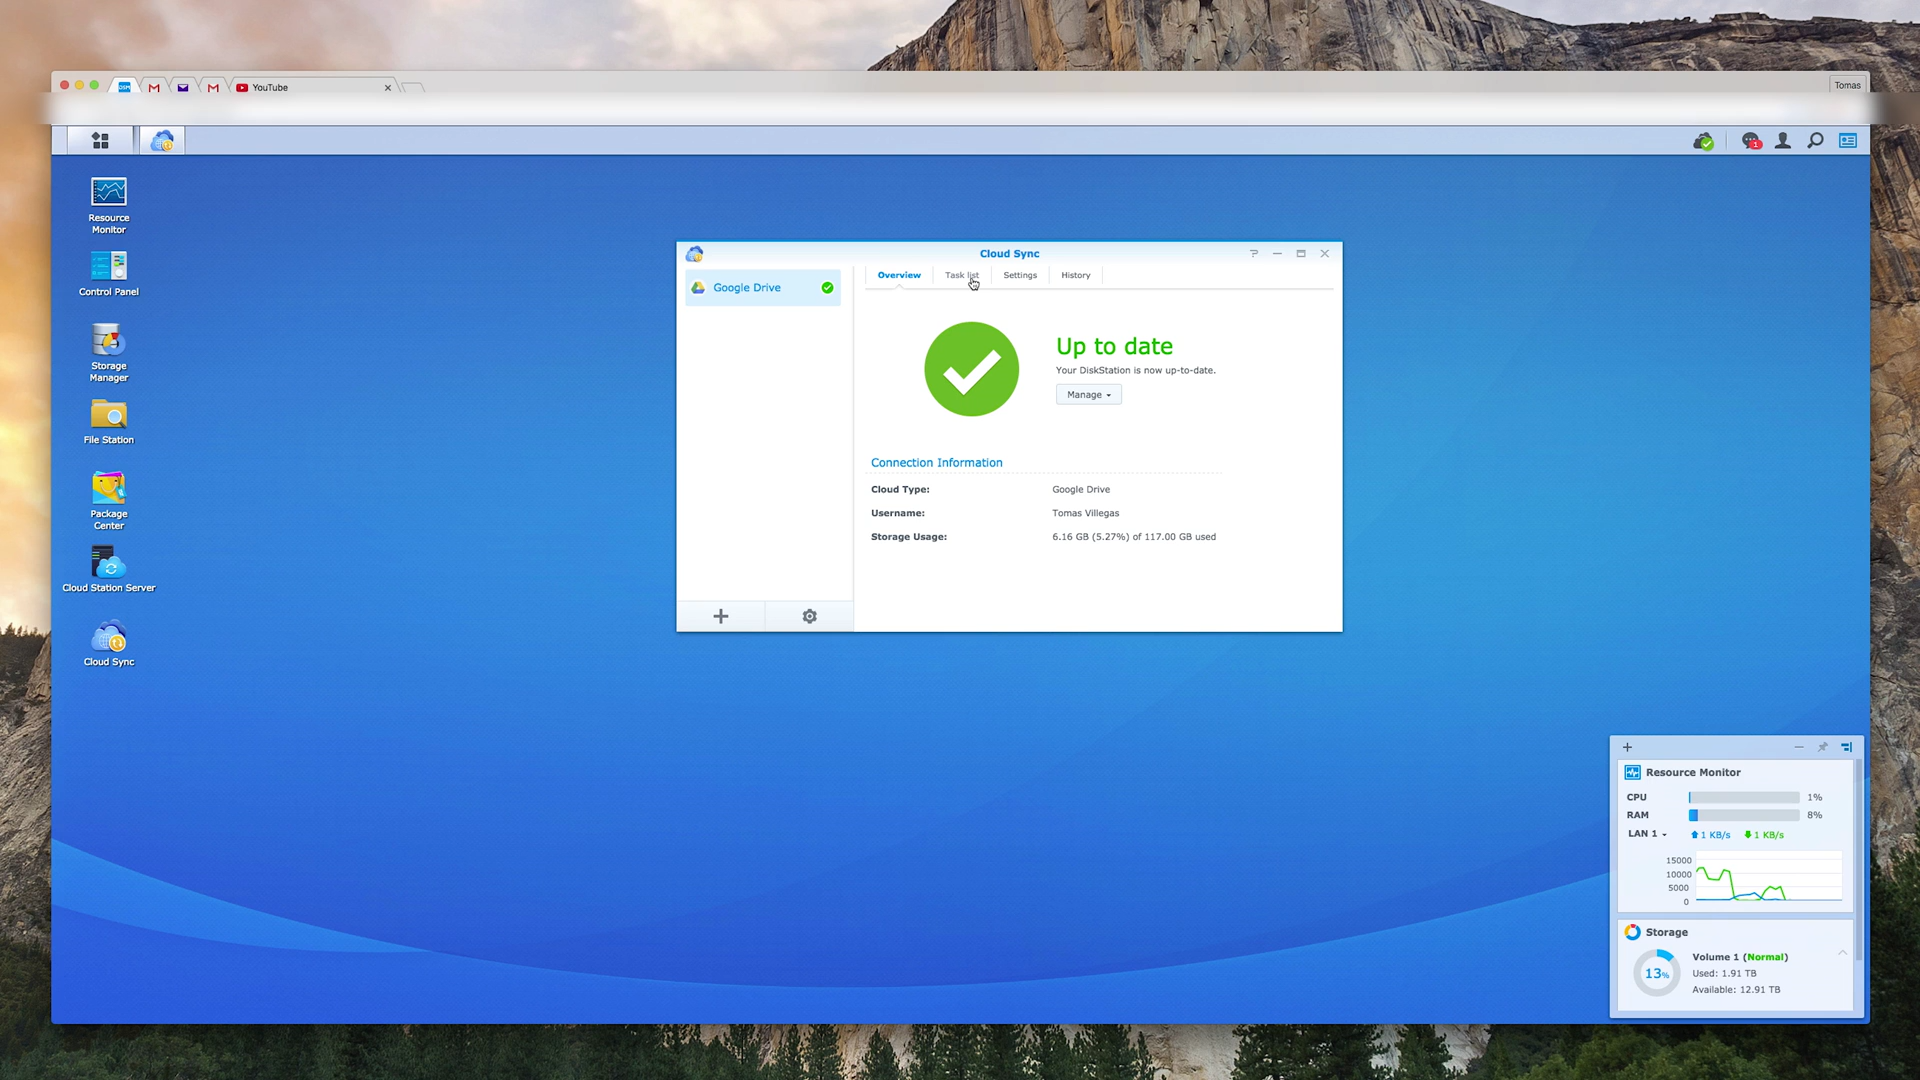 YouTube
Tomas
DSM
1
Resource
Monitor
Control Panel
Storage
Manager
File Station
Package
Center
Cloud Station Server
Cloud Sync
Cloud Sync
?
Google Drive
Overview
Task list
Settings
History
Up to date
Your DiskStation is now up-to-date.
Manage
Connection Information
Cloud Type:
Google Drive
Username:
Tomas Villegas
Storage Usage:
6.16 GB (5.27%) of 117.00 GB used
Resource Monitor
CPU
1%
RAM
8%
LAN 1
1 KB/s
1 KB/s
15000
10000
5000
0
Storage
13%
Volume 1 (Normal)
Used: 1.91 TB
Available: 12.91 TB